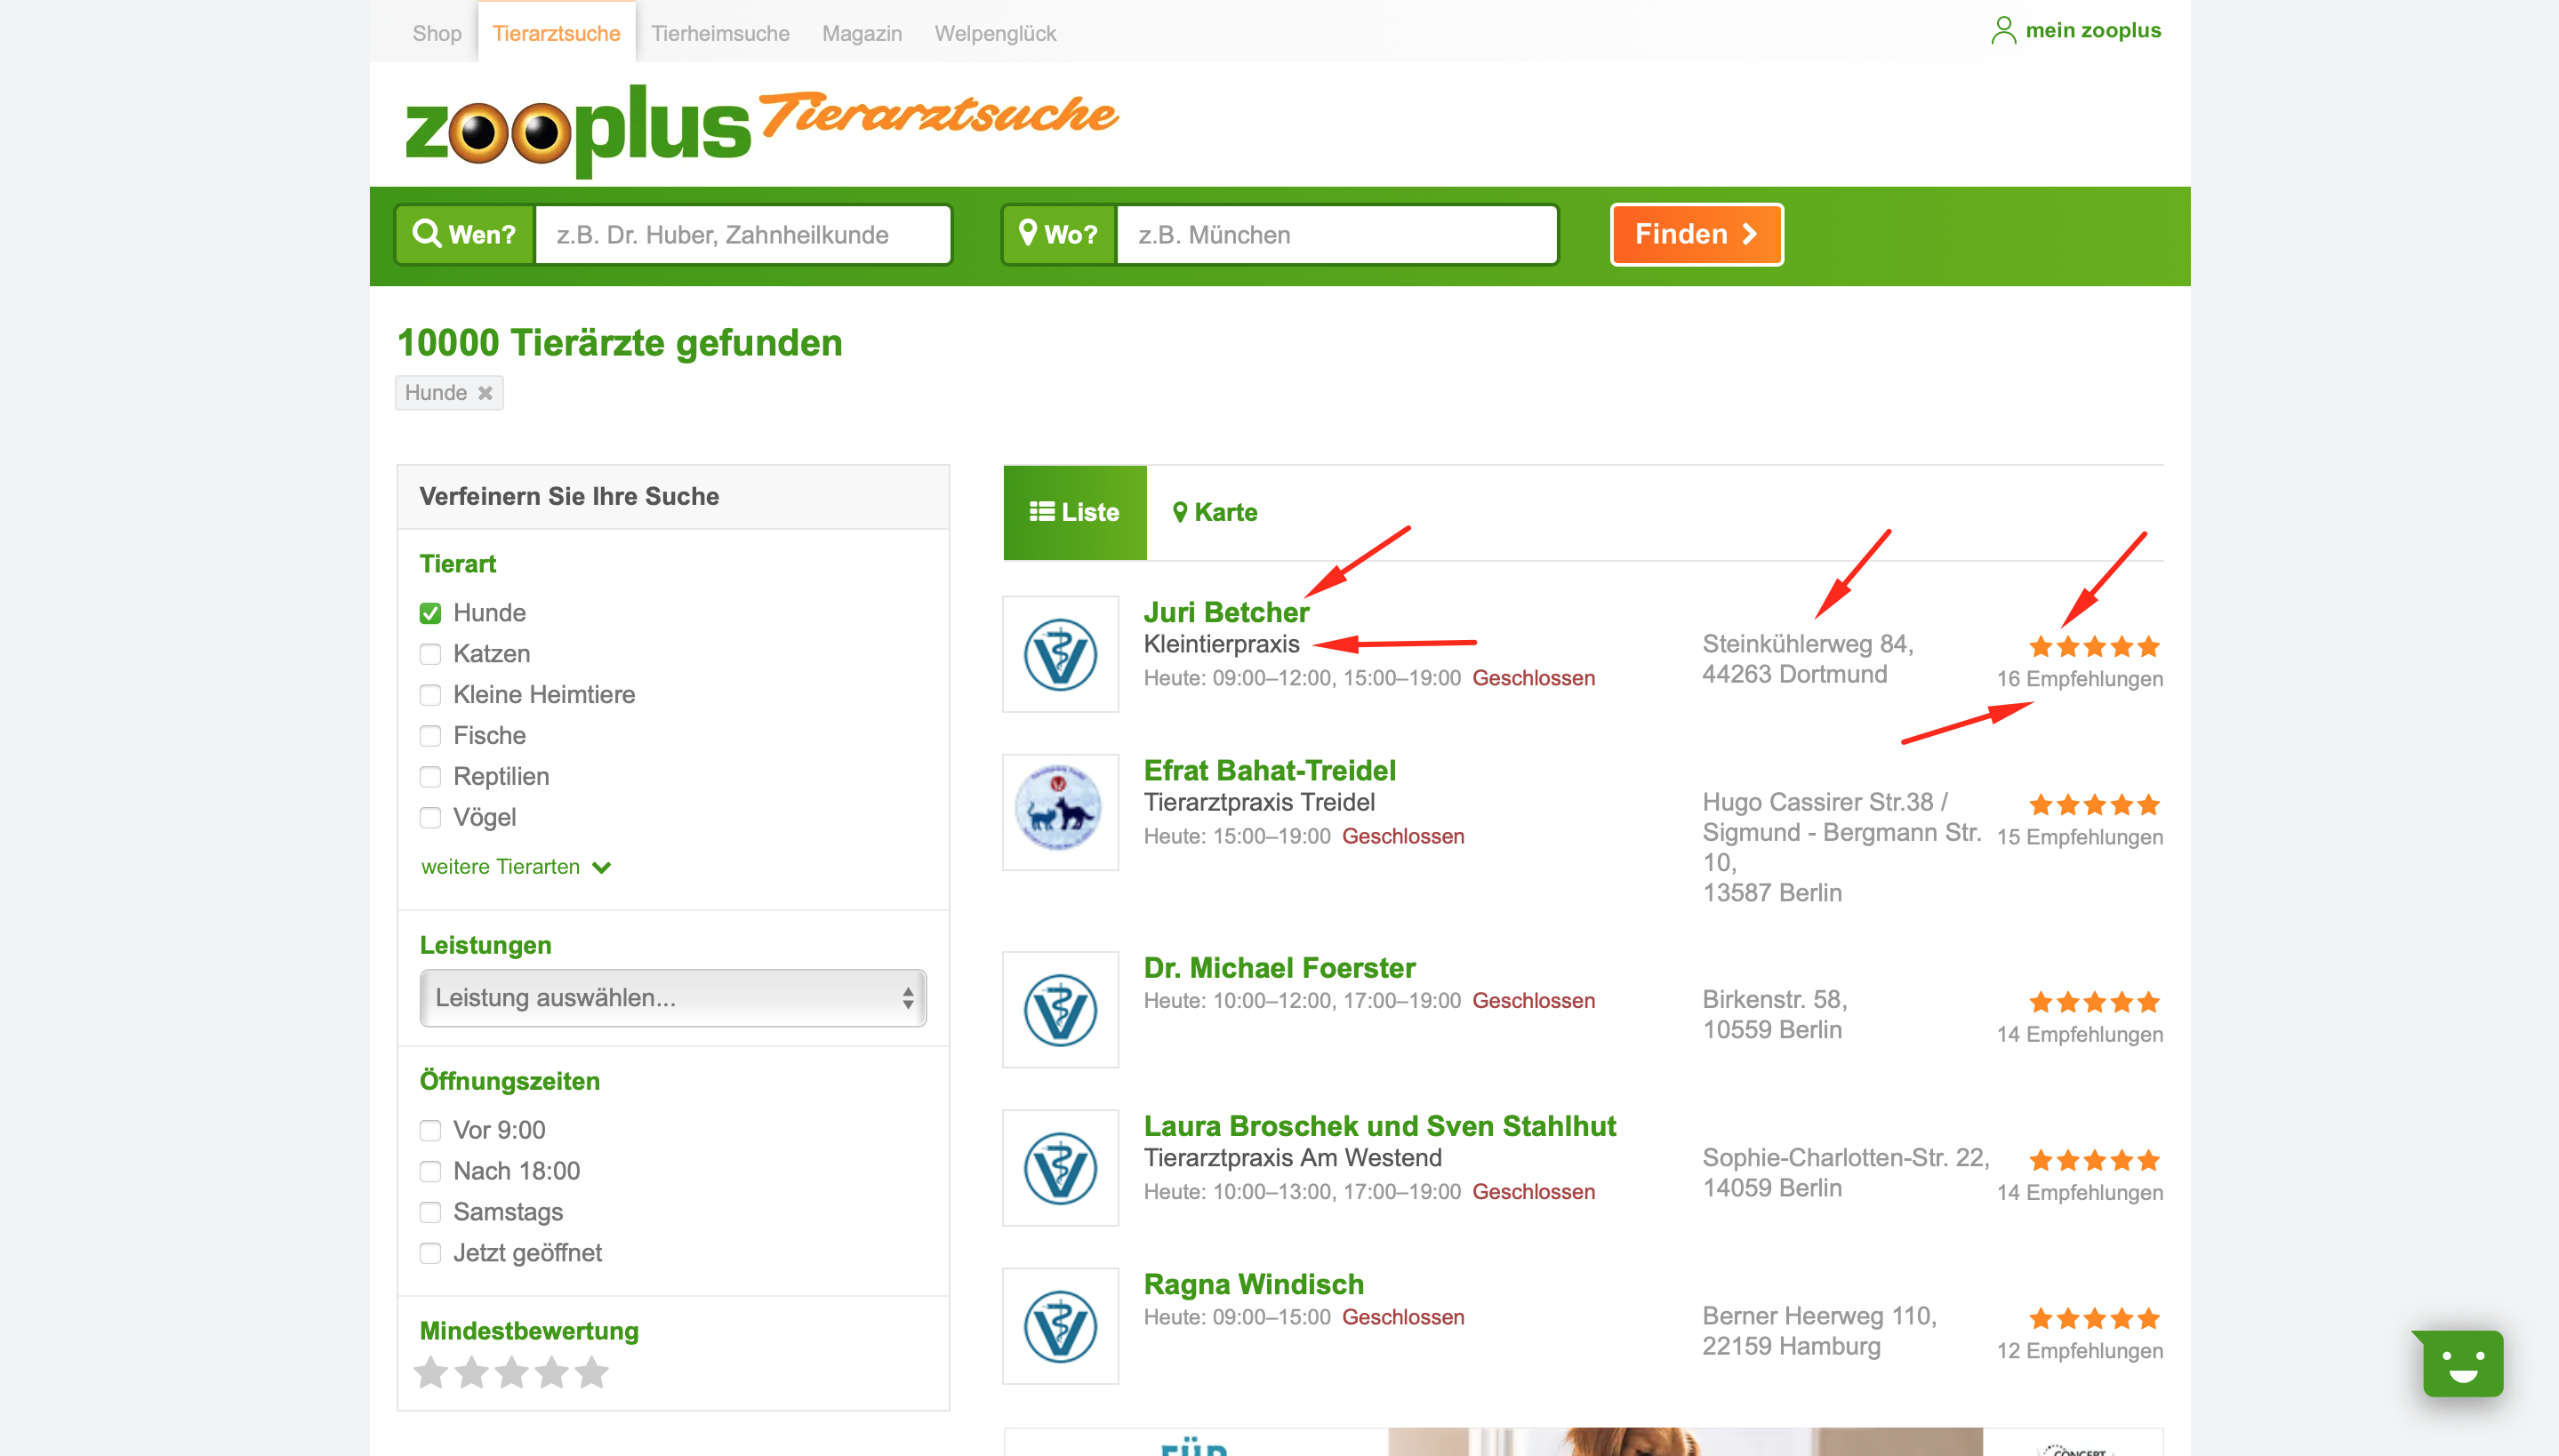 Shop Tierarztsuche Tierheimsuche Magazin Welpenglück
mein zooplus
zooplus Tierarztsuche
Wen? z.B. Dr. Huber, Zahnheilkunde
Wo? z.B. München
Finden
10000 Tierärzte gefunden
Hunde
Verfeinern Sie Ihre Suche
Tierart
Hunde
Katzen
Kleine Heimtiere
Fische
Reptilien
Vögel
weitere Tierarten
Leistungen
Leistung auswählen...
Öffnungszeiten
Vor 9:00
Nach 18:00
Samstags
Jetzt geöffnet
Mindestbewertung
Liste Karte
Juri Betcher
Kleintierpraxis
Heute: 09:00–12:00, 15:00–19:00 Geschlossen
Steinkühlerweg 84,
44263 Dortmund
16 Empfehlungen
Efrat Bahat-Treidel
Tierarztpraxis Treidel
Heute: 15:00–19:00 Geschlossen
Hugo Cassirer Str.38 /
Sigmund - Bergmann Str.
10,
13587 Berlin
15 Empfehlungen
Dr. Michael Foerster
Heute: 10:00–12:00, 17:00–19:00 Geschlossen
Birkenstr. 58,
10559 Berlin
14 Empfehlungen
Laura Broschek und Sven Stahlhut
Tierarztpraxis Am Westend
Heute: 10:00–13:00, 17:00–19:00 Geschlossen
Sophie-Charlotten-Str. 22,
14059 Berlin
14 Empfehlungen
Ragna Windisch
Heute: 09:00–15:00 Geschlossen
Berner Heerweg 110,
22159 Hamburg
12 Empfehlungen
FÜR
CONCEPT